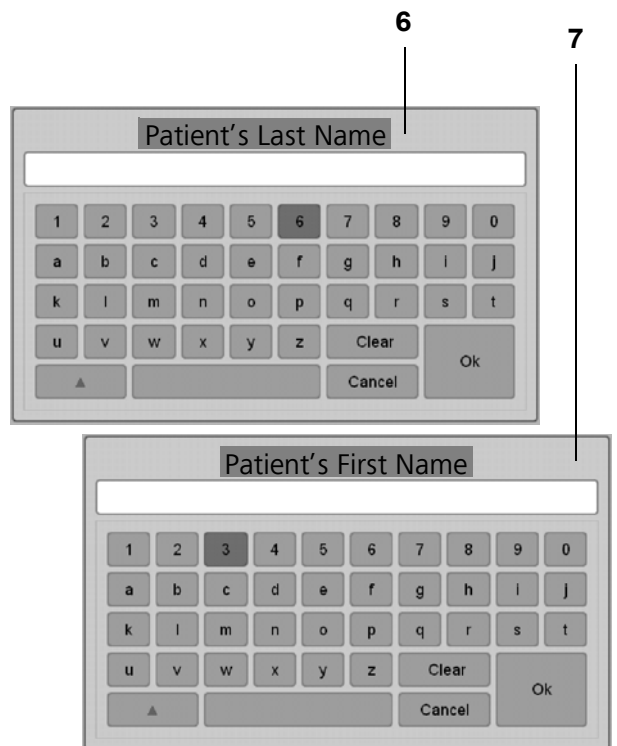 6
7
Patient's Last Name
1 2 3 4 5 6 7 8 9 0
a b c d e f g h i j
k l m n o p q r s t
u v w x y z Clear
Ok
▲ Cancel
Patient's First Name
1 2 3 4 5 6 7 8 9 0
a b c d e f g h i j
k l m n o p q r s t
u v w x y z Clear
Ok
▲ Cancel